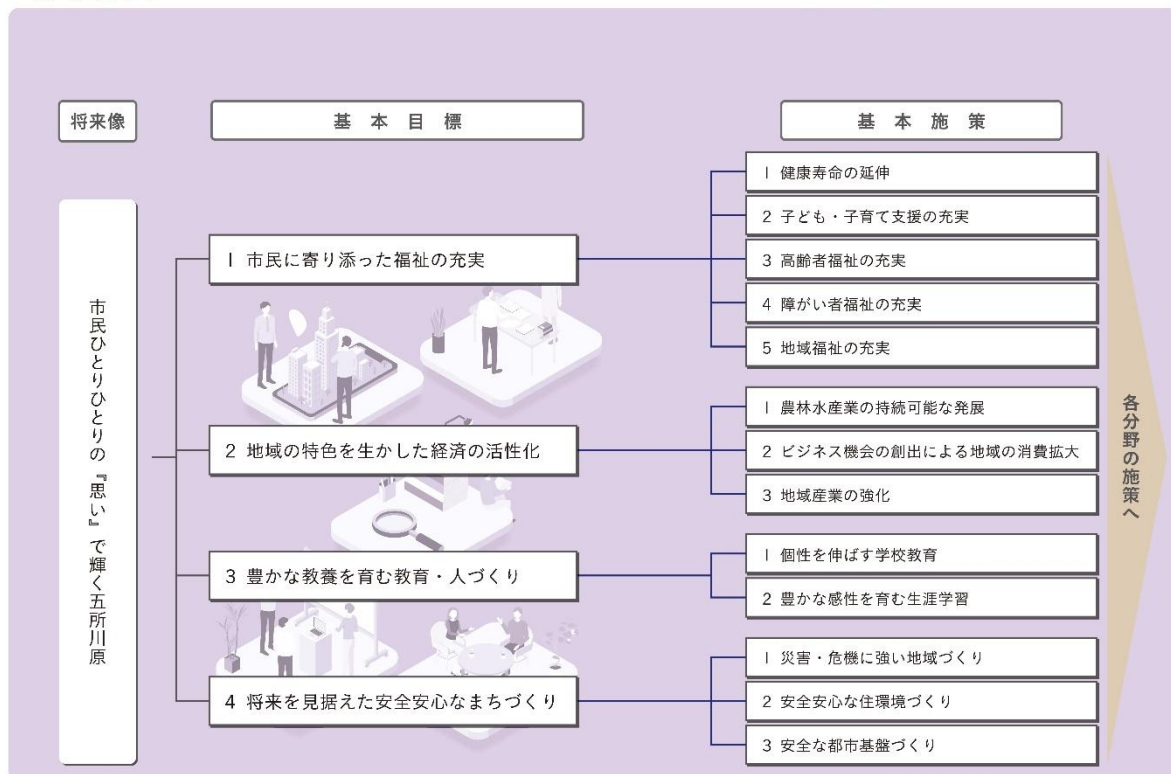 将来像
基本目標
基本施策
市民ひとりひとりの『思い』で輝く五所川原
1 市民に寄り添った福祉の充実
1 健康寿命の延伸
2 子ども・子育て支援の充実
3 高齢者福祉の充実
4 障がい者福祉の充実
5 地域福祉の充実
2 地域の特色を生かした経済の活性化
1 農林水産業の持続可能な発展
2 ビジネス機会の創出による地域の消費拡大
3 地域産業の強化
3 豊かな教養を育む教育・人づくり
1 個性を伸ばす学校教育
2 豊かな感性を育む生涯学習
4 将来を見据えた安全安心なまちづくり
1 災害・危機に強い地域づくり
2 安全安心な住環境づくり
3 安全な都市基盤づくり
各分野の施策へ